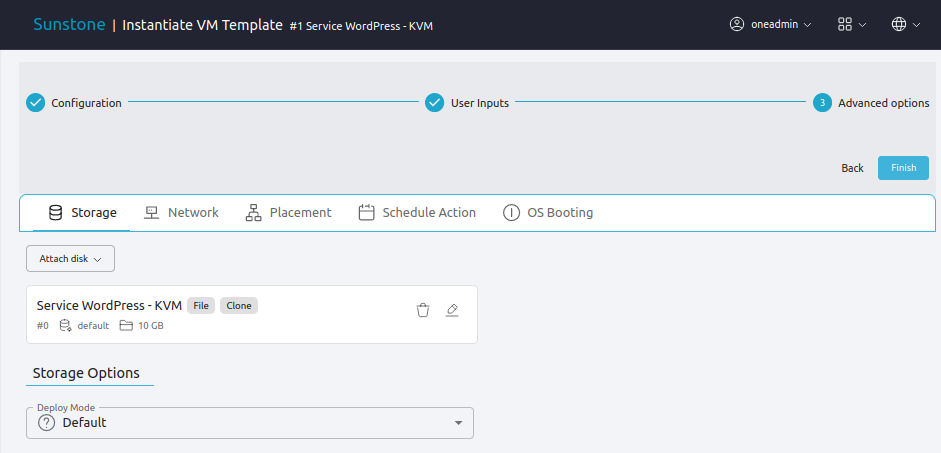 Sunstone | Instantiate VM Template #1 Service WordPress - KVM oneadmin
Configuration User Inputs 3 Advanced options
Back Finish
Storage Network Placement Schedule Action OS Booting
Attach disk
Service WordPress - KVM File Clone
#0 default 10 GB
Storage Options
Deploy Mode
? Default